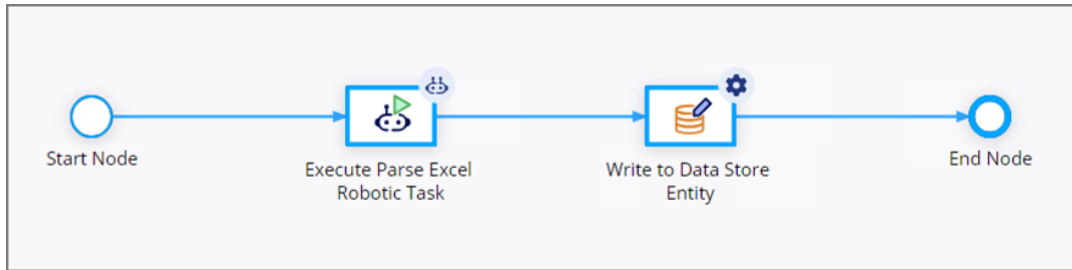 Start Node
Execute Parse Excel
Robotic Task
Write to Data Store
Entity
End Node